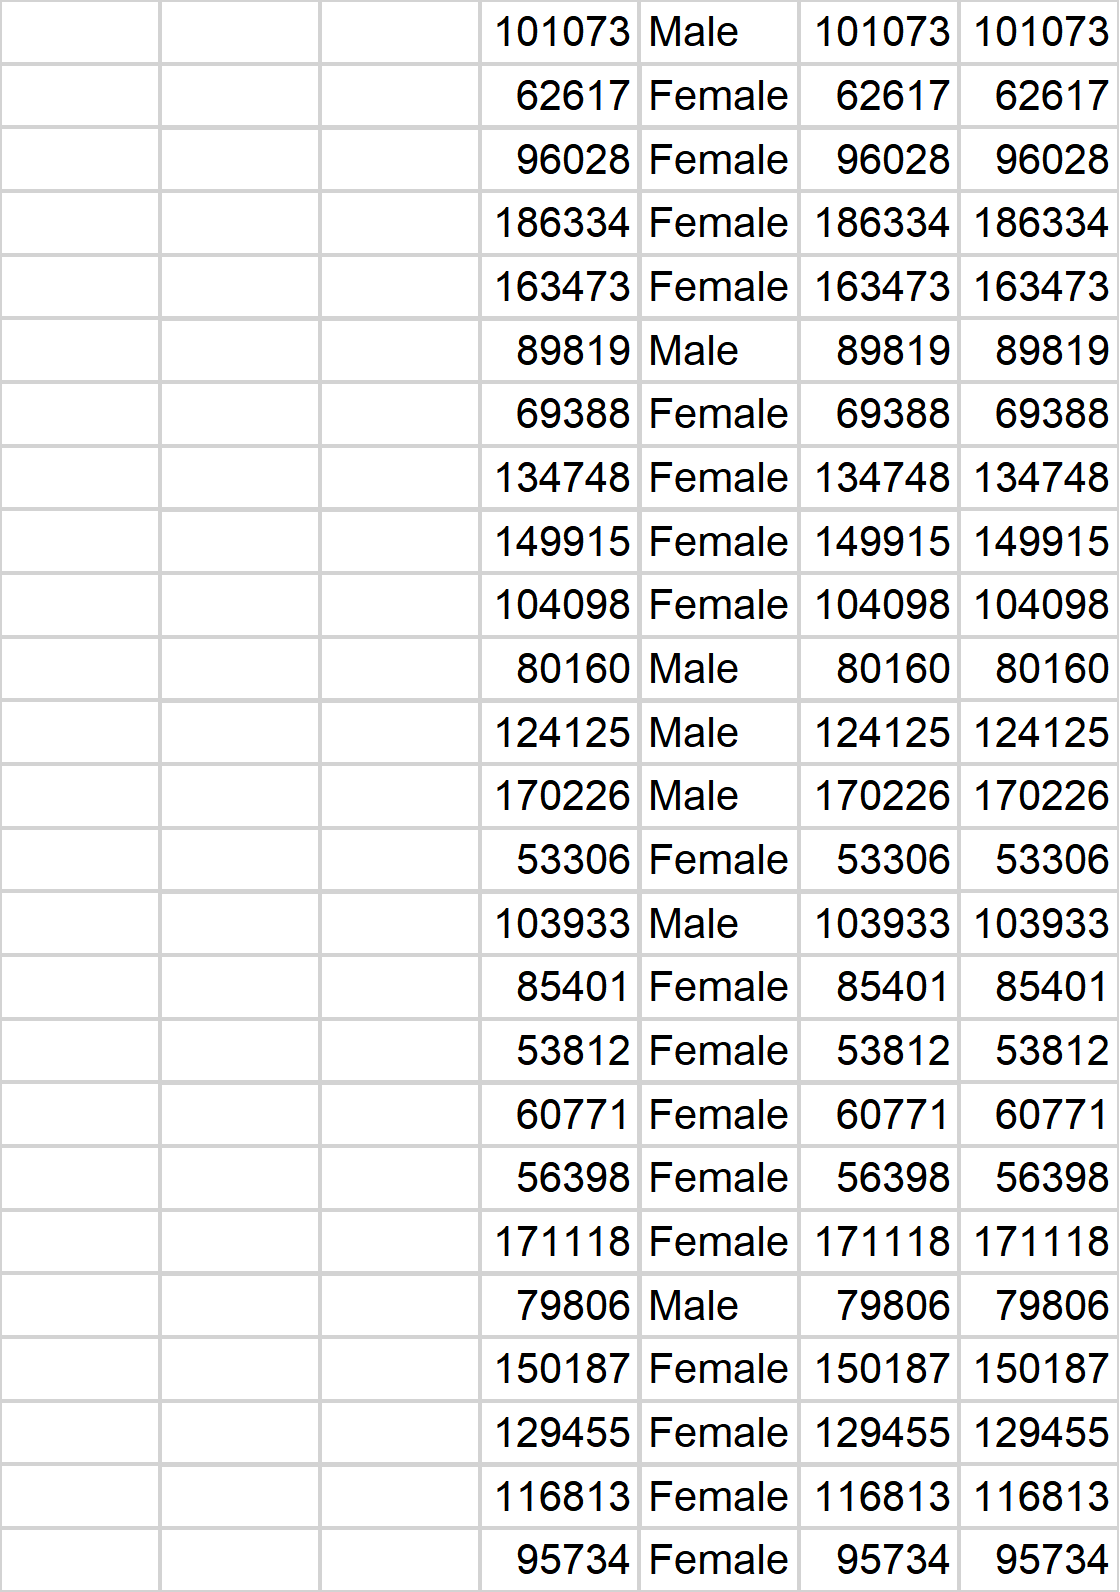 101073 Male 101073 101073
62617 Female 62617 62617
96028 Female 96028 96028
186334 Female 186334 186334
163473 Female 163473 163473
89819 Male 89819 89819
69388 Female 69388 69388
134748 Female 134748 134748
149915 Female 149915 149915
104098 Female 104098 104098
80160 Male 80160 80160
124125 Male 124125 124125
170226 Male 170226 170226
53306 Female 53306 53306
103933 Male 103933 103933
85401 Female 85401 85401
53812 Female 53812 53812
60771 Female 60771 60771
56398 Female 56398 56398
171118 Female 171118 171118
79806 Male 79806 79806
150187 Female 150187 150187
129455 Female 129455 129455
116813 Female 116813 116813
95734 Female 95734 95734